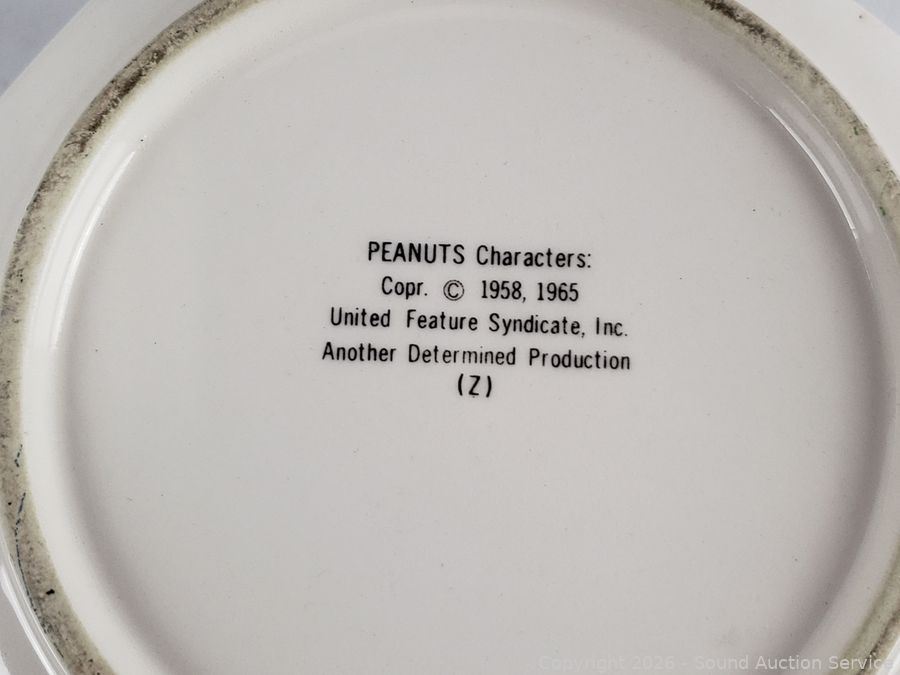 PEANUTS Characters:
Copr. © 1958, 1965
United Feature Syndicate, Inc.
Another Determined Production
(Z)
Copyright 2026 - Sound Auction Service